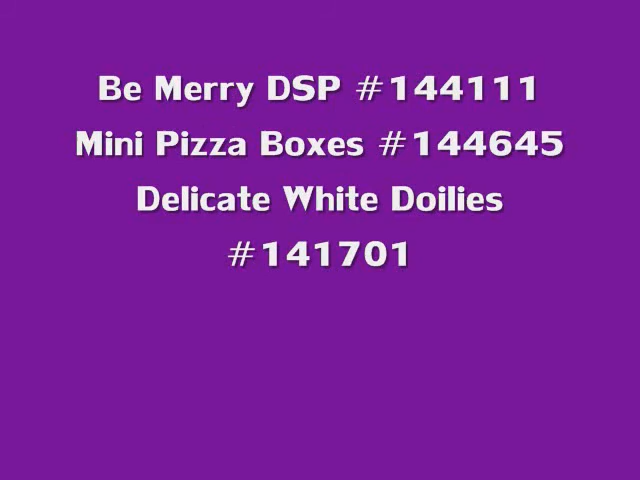 Be Merry DSP #144111
Mini Pizza Boxes #144645
Delicate White Doilies
#141701